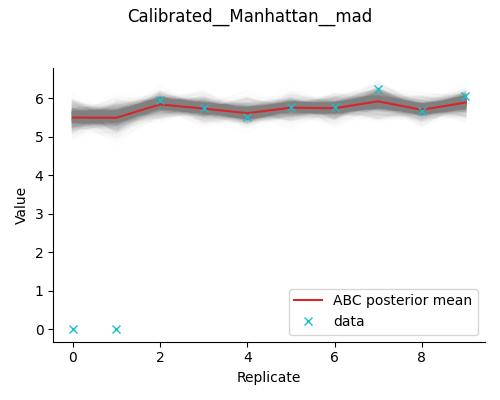 Calibrated__Manhattan__mad
6
5
4
3
2
1
0
Value
0 2 4 6 8
Replicate
ABC posterior mean
data